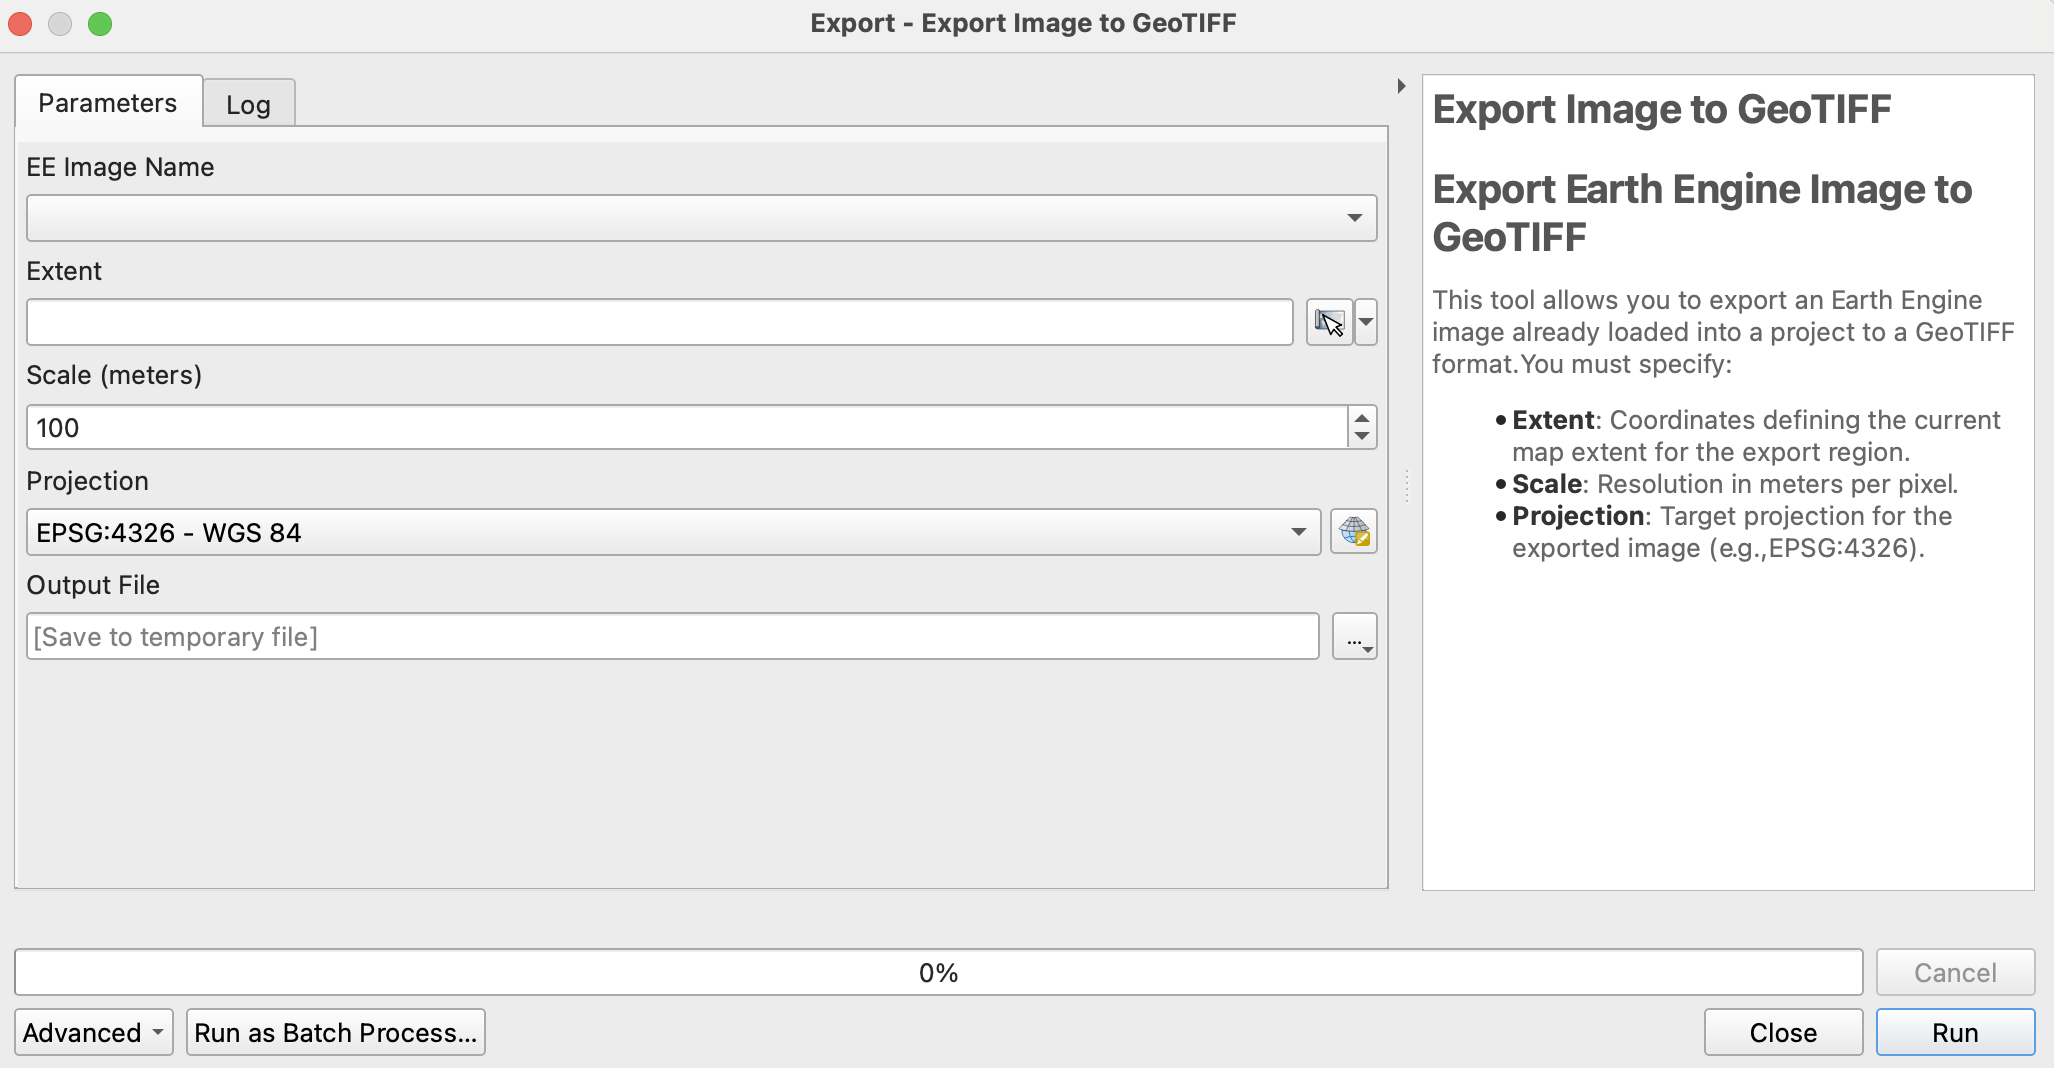 Export - Export Image to GeoTIFF
Parameters
Log
EE Image Name
Extent
Scale (meters)
100
Projection
EPSG:4326 - WGS 84
Output File
[Save to temporary file]
...
Export Image to GeoTIFF
Export Earth Engine Image to
GeoTIFF
This tool allows you to export an Earth Engine
image already loaded into a project to a GeoTIFF
format.You must specify:
• Extent: Coordinates defining the current
map extent for the export region.
• Scale: Resolution in meters per pixel.
• Projection: Target projection for the
exported image (e.g.,EPSG:4326).
0%
Cancel
Advanced
Run as Batch Process...
Close
Run